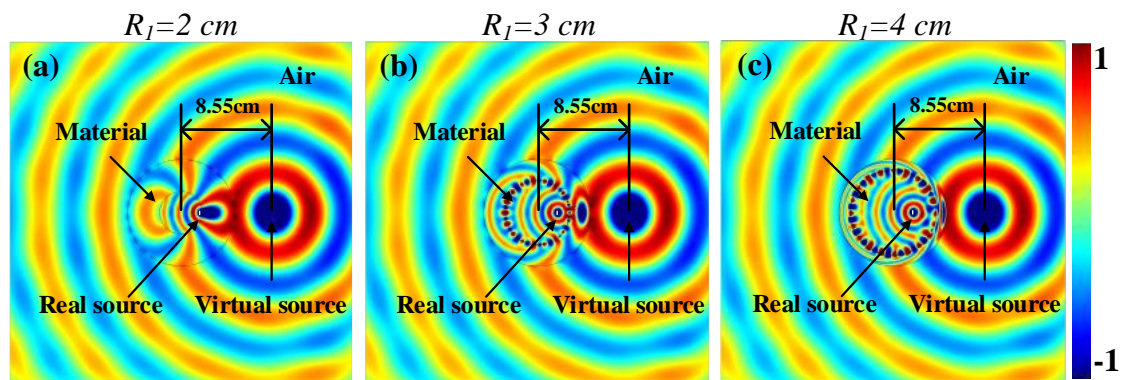 R₁=2 cm
R₁=3 cm
R₁=4 cm
(a)
Air
8.55cm
Material
Real source
Virtual source
(b)
Air
8.55cm
Material
Real source
Virtual source
(c)
Air
8.55cm
Material
Real source
Virtual source
1
-1